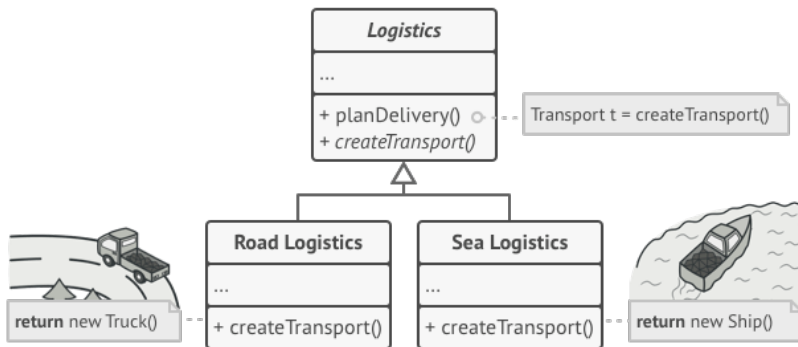 Logistics
...
+ planDelivery()
+ createTransport()
Transport t = createTransport()
Road Logistics
...
+ createTransport()
return new Truck()
Sea Logistics
...
+ createTransport()
return new Ship()